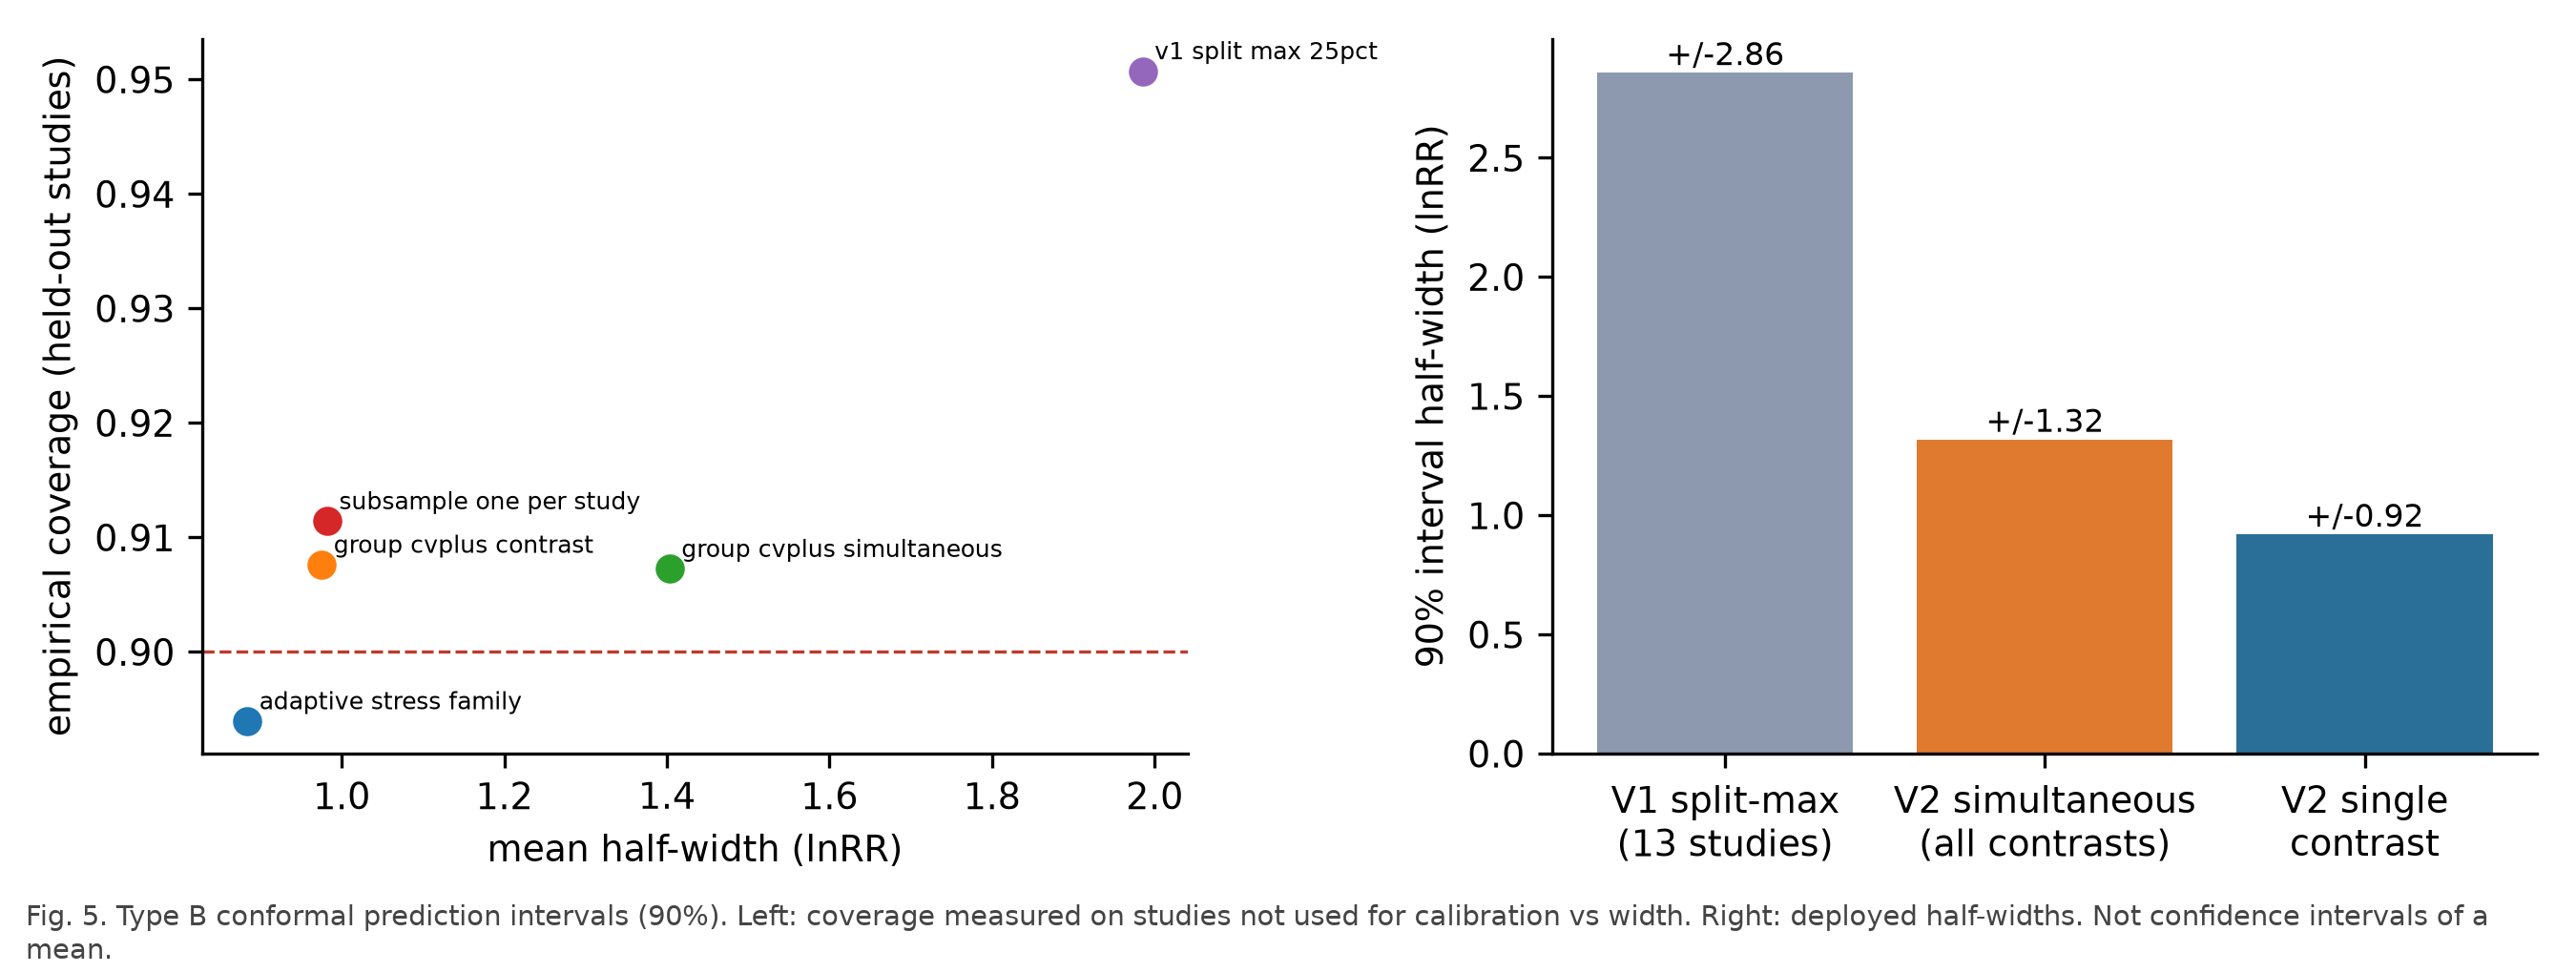 empirical coverage (held-out studies)
0.95
0.94
0.93
0.92
0.91
0.90
v1 split max 25pct
subsample one per study
group cvplus contrast
group cvplus simultaneous
adaptive stress family
1.0 1.2 1.4 1.6 1.8 2.0
mean half-width (lnRR)
90% interval half-width (lnRR)
2.5
2.0
1.5
1.0
0.5
0.0
+/-2.86
+/-1.32
+/-0.92
V1 split-max
(13 studies)
V2 simultaneous
(all contrasts)
V2 single
contrast
Fig. 5. Type B conformal prediction intervals (90%). Left: coverage measured on studies not used for calibration vs width. Right: deployed half-widths. Not confidence intervals of a
mean.